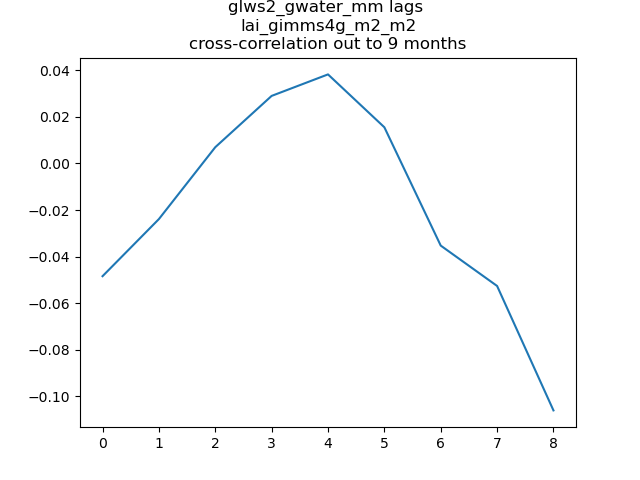 glws2_gwater_mm lags
lai_gimms4g_m2_m2
cross-correlation out to 9 months
0.04
0.02
0.00
−0.02
−0.04
−0.06
−0.08
−0.10
0 1 2 3 4 5 6 7 8